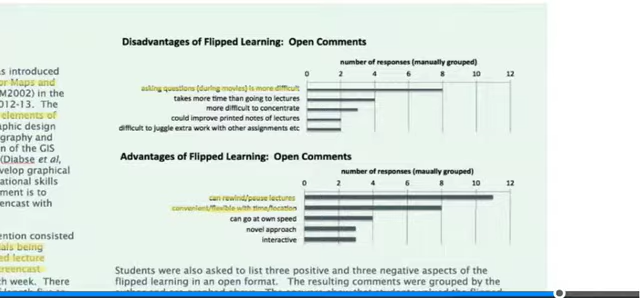 Disadvantages of Flipped Learning: Open Comments
number of responses (manually grouped)
0 2 4 6 8 10 12
asking questions (during movies) is more difficult
takes more time than going to lectures
more difficult to concentrate
could improve printed notes of lectures
difficult to juggle extra work with other assignments etc
Advantages of Flipped Learning: Open Comments
number of responses (maually grouped)
0 2 4 6 8 10 12
can rewind/pause lectures
convenient/flexible with time/location
can go at own speed
novel approach
interactive
s introduced
or Maps and
M2002) in the
012-13. The
elements of
aphic design
graphy and
n of the GIS
(Diabse et al,
velop graphical
ational skills
ment is to
encast with
ention consisted
als being
ed lecture
reencast
h week. There
Students were also asked to list three positive and three negative aspects of the
flipped learning in an open format. The resulting comments were grouped by the